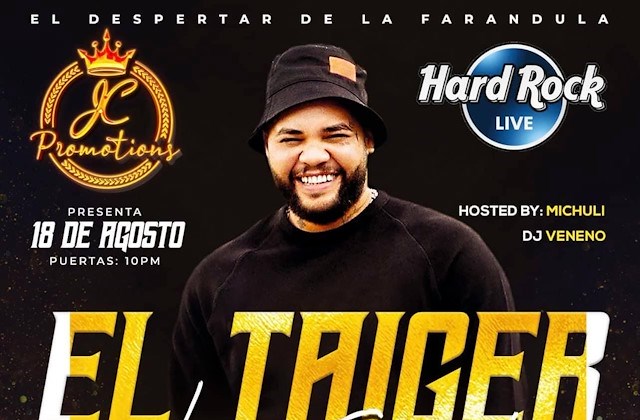 EL DESPERTAR DE LA FARANDULA
JC
Promotions
Hard Rock
LIVE
PRESENTA
18 DE AGOSTO
PUERTAS: 10PM
HOSTED BY: MICHULI
DJ VENENO
EL TAIGER